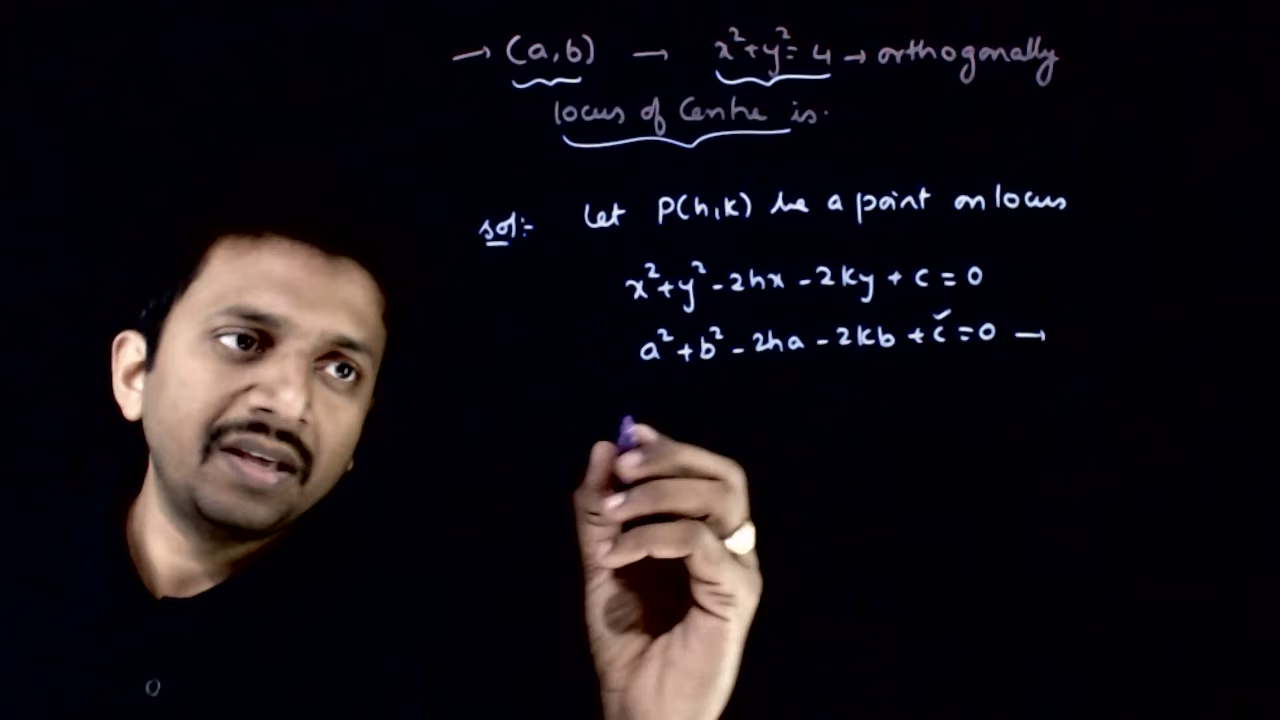 → (a,b) → x²+y²=4 → orthogonally
locus of Centre is.
sol:- Let P(h,k) be a point on locus
x²+y²-2hx-2ky+c=0
a²+b²-2ha-2kb+c=0 →